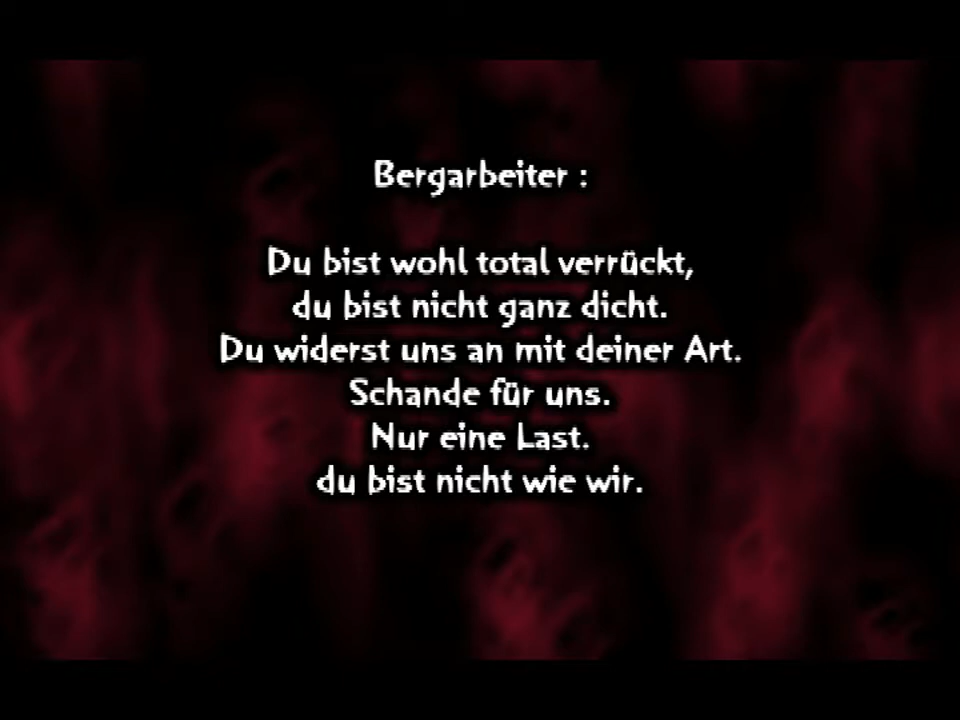 Bergarbeiter :
Du bist wohl total verrückt,
du bist nicht ganz dicht.
Du widerst uns an mit deiner Art.
Schande für uns.
Nur eine Last.
du bist nicht wie wir.